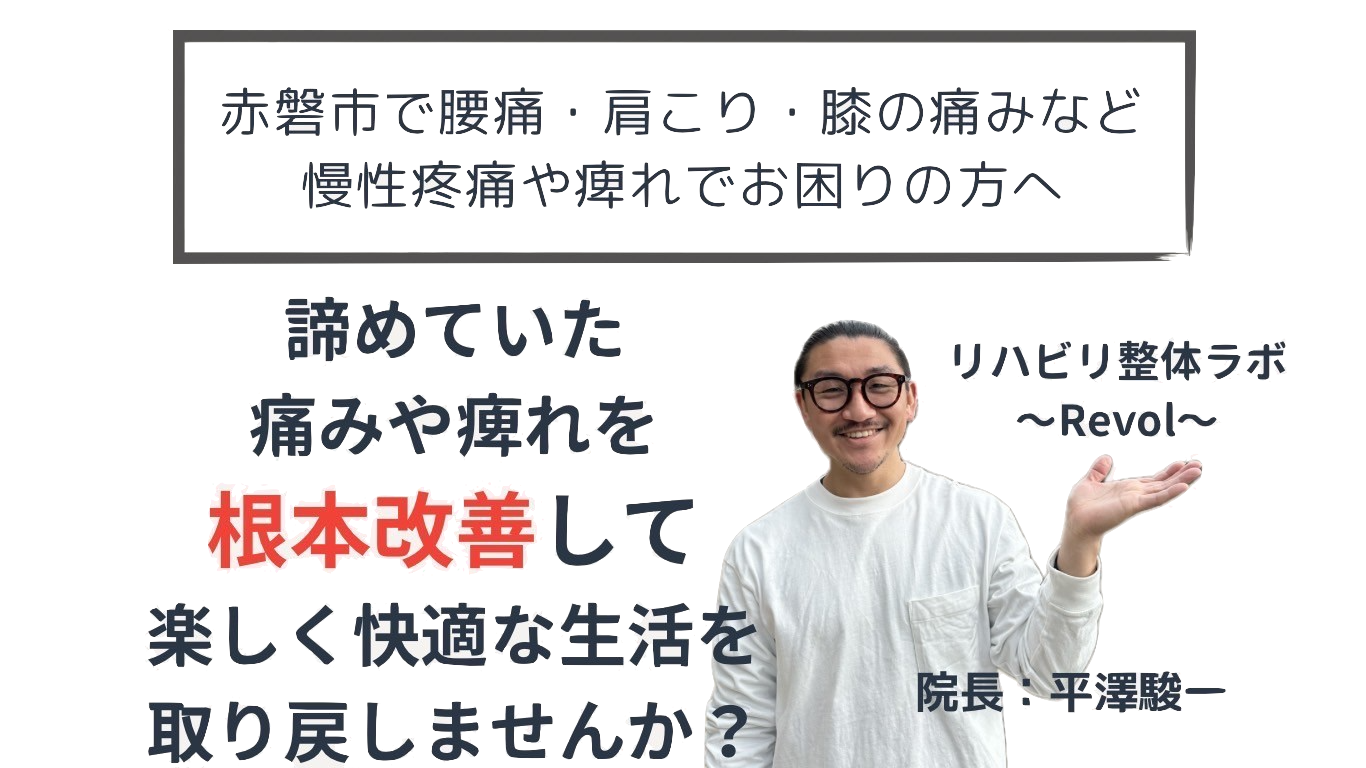 赤磐市で腰痛・肩こり・膝の痛みなど
慢性疼痛や痺れでお困りの方へ
諦めていた
痛みや痺れを
根本改善して
楽しく快適な生活を
取り戻しませんか？
リハビリ整体ラボ
～Revol～
院長：平澤駿一